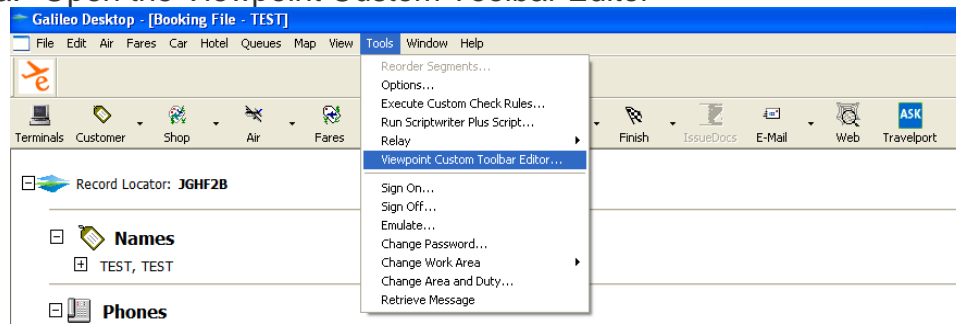 a. Open the Viewpoint Custom Toolbar Editor
Galileo Desktop - [Booking File - TEST]
File Edit Air Fares Car Hotel Queues Map View Tools Window Help
Reorder Segments...
Options...
Execute Custom Check Rules...
Run Scriptwriter Plus Script...
Relay
Viewpoint Custom Toolbar Editor...
Sign On...
Sign Off...
Emulate...
Change Password...
Change Work Area
Change Area and Duty...
Retrieve Message
e
ASK
Terminals Customer Shop Air Fares Finish IssueDocs E-Mail Web Travelport
Record Locator: JGHF2B
Names
TEST, TEST
Phones